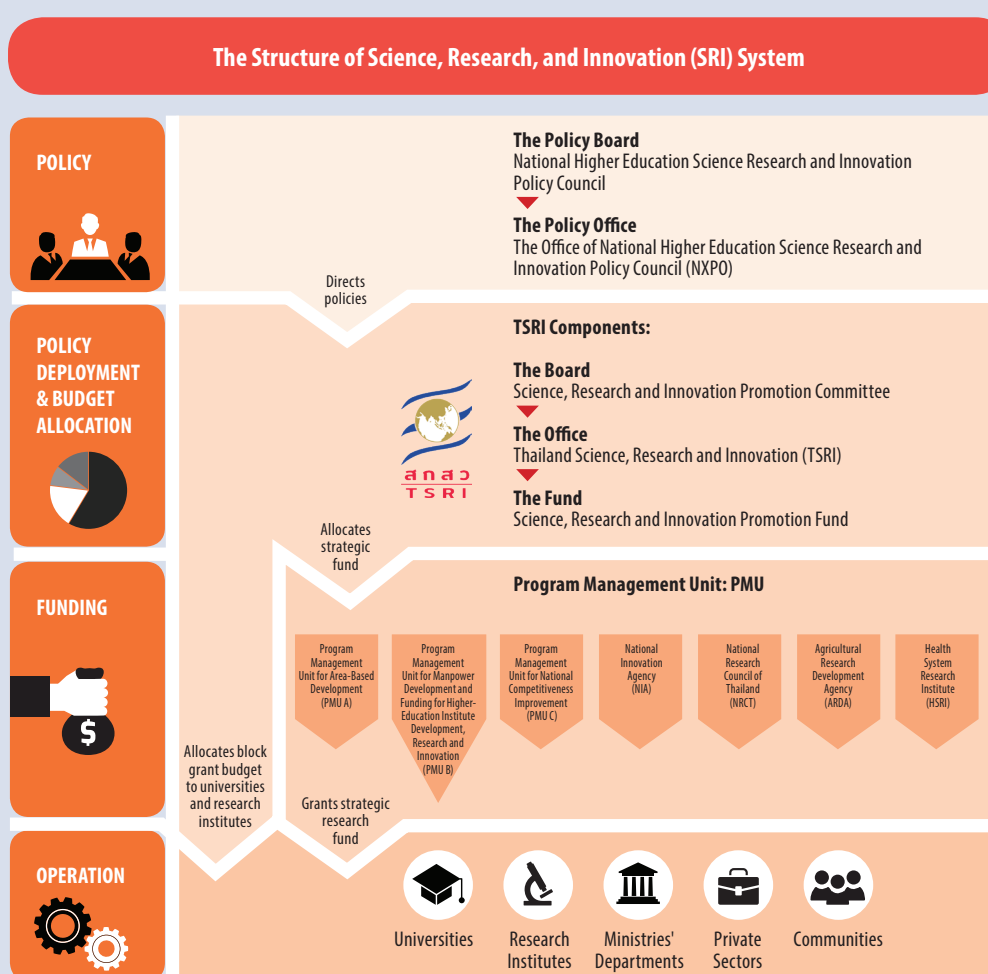 The Structure of Science, Research, and Innovation (SRI) System
POLICY
The Policy Board
National Higher Education Science Research and Innovation
Policy Council
The Policy Office
The Office of National Higher Education Science Research and
Innovation Policy Council (NXPO)
Directs
policies
POLICY
DEPLOYMENT
& BUDGET
ALLOCATION
TSRI Components:
The Board
Science, Research and Innovation Promotion Committee
The Office
Thailand Science, Research and Innovation (TSRI)
The Fund
Science, Research and Innovation Promotion Fund
สกสว
TSRI
Allocates
strategic
fund
FUNDING
$
Program Management Unit: PMU
Program
Management
Unit for Area-Based
Development
(PMU A)
Program
Management
Unit for Manpower
Development and
Funding for Higher-
Education Institute
Development,
Research and
Innovation
(PMU B)
Program
Management
Unit for National
Competitiveness
Improvement
(PMU C)
National
Innovation
Agency
(NIA)
National
Research
Council of
Thailand
(NRCT)
Agricultural
Research
Development
Agency
(ARDA)
Health
System
Research
Institute
(HSRI)
Allocates block
grant budget
to universities
and research
institutes
Grants strategic
research
fund
OPERATION
Universities
Research
Institutes
Ministries'
Departments
Private
Sectors
Communities